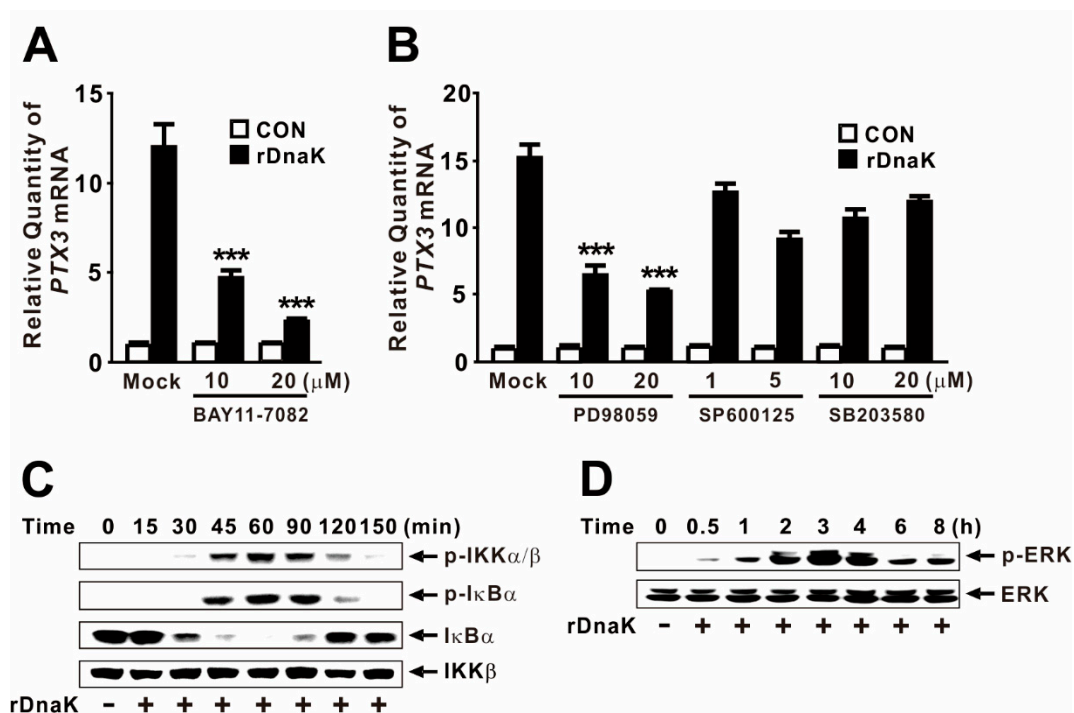 A
Relative Quantity of
PTX3 mRNA
15
10
5
0
CON
rDnaK
***
***
Mock 10 20 (μM)
BAY11-7082
B
Relative Quantity of
PTX3 mRNA
20
15
10
5
0
CON
rDnaK
***
***
Mock 10 20 1 5 10 20 (μM)
PD98059 SP600125 SB203580
C
Time 0 15 30 45 60 90 120 150 (min)
p-IKKα/β
p-IκBα
IκBα
IKKβ
rDnaK - + + + + + + +
D
Time 0 0.5 1 2 3 4 6 8 (h)
p-ERK
ERK
rDnaK - + + + + + + +